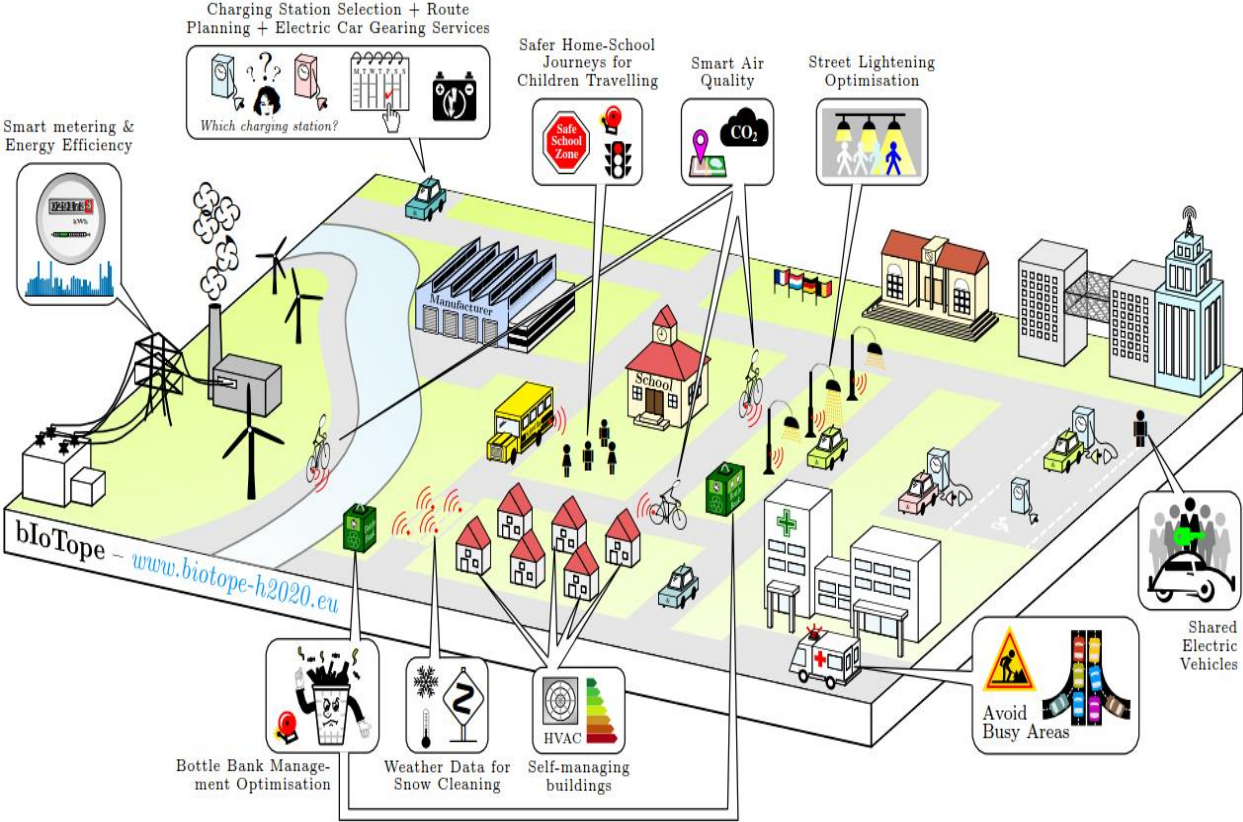 Charging Station Selection + Route
Planning + Electric Car Gearing Services
M T W T F S S
Which charging station?
Safer Home-School
Journeys for
Children Travelling
Safe
School
Zone
Smart Air
Quality
CO2
Street Lightening
Optimisation
Smart metering &
Energy Efficiency
kWh
Manufacturer
School
bIoTope – www.biotope-h2020.eu
Shared
Electric
Vehicles
Avoid
Busy Areas
HVAC
Bottle Bank Manage-
ment Optimisation
Weather Data for
Snow Cleaning
Self-managing
buildings